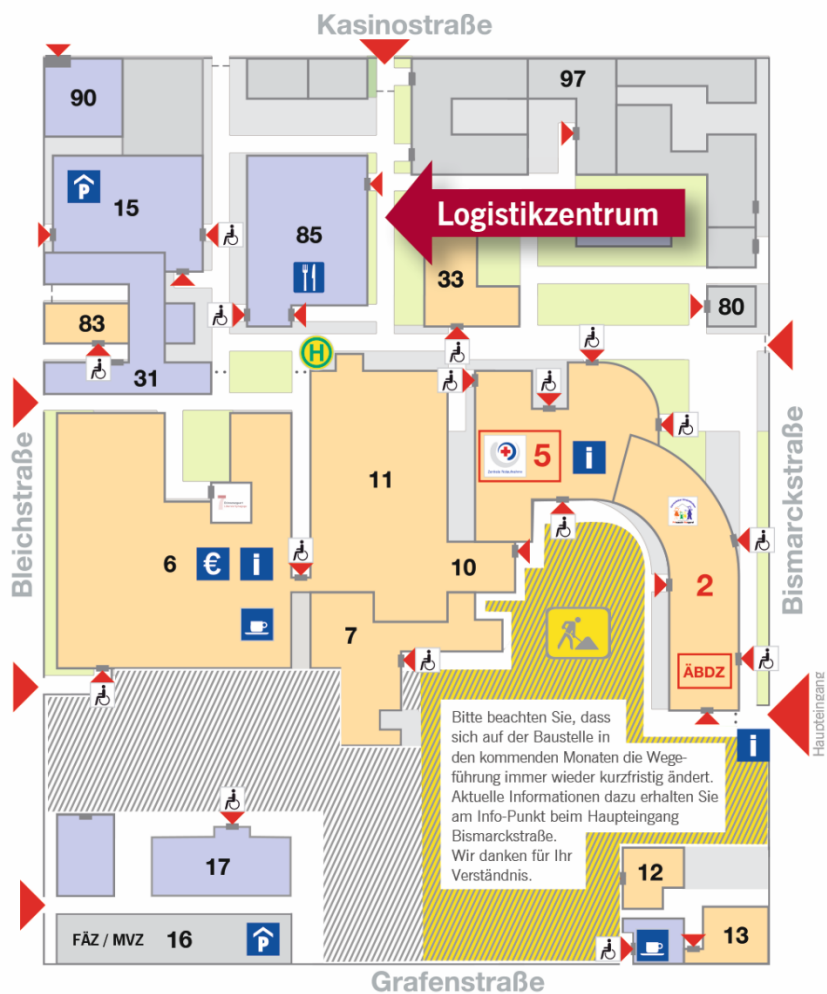 Kasinostraße
97
90
P
15
Logistikzentrum
85
33
80
83
H
31
Bleichstraße
Bismarckstraße
5
i
11
6
€
i
10
2
7
ÄBDZ
Haupteingang
i
Bitte beachten Sie, dass
sich auf der Baustelle in
den kommenden Monaten die Wege-
führung immer wieder kurzfristig ändert.
Aktuelle Informationen dazu erhalten Sie
am Info-Punkt beim Haupteingang
Bismarckstraße.
Wir danken für Ihr
Verständnis.
17
12
FÄZ / MVZ
16
P
13
Grafenstraße